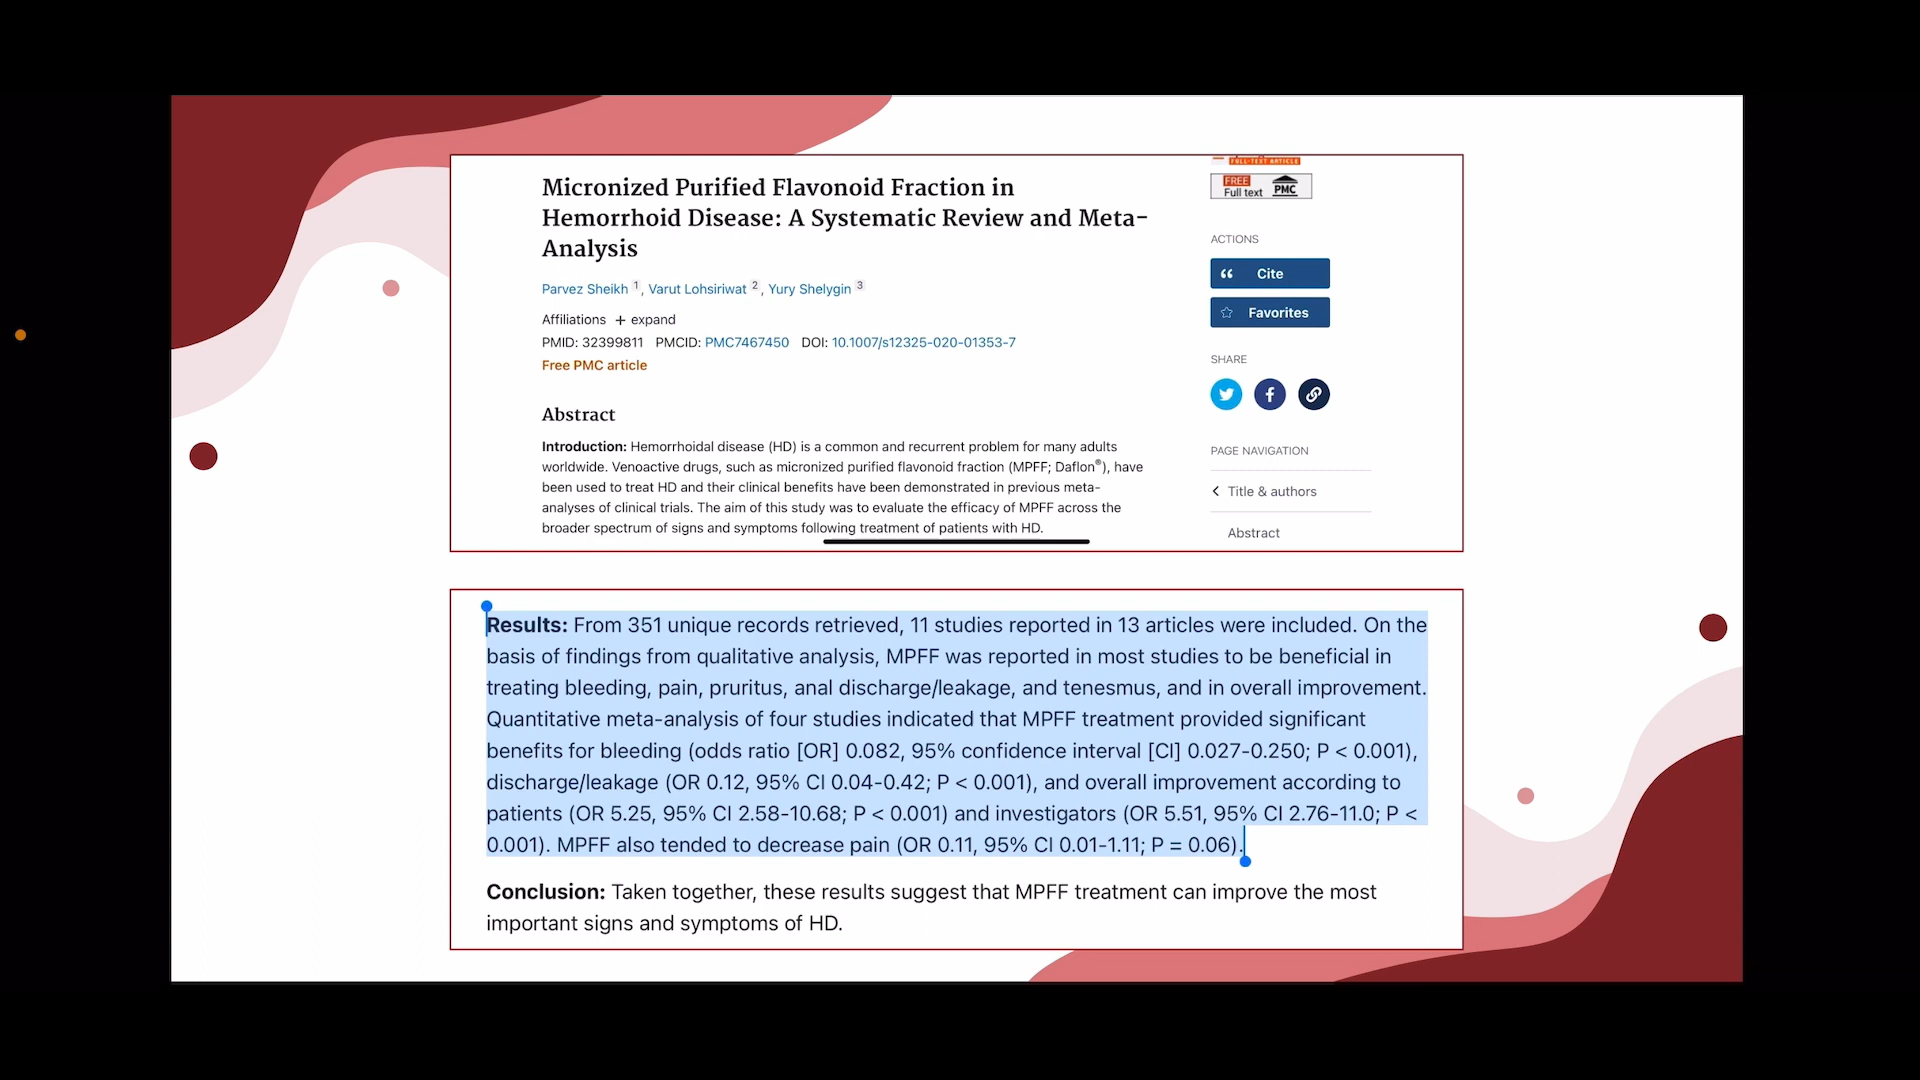 Micronized Purified Flavonoid Fraction in
Hemorrhoid Disease: A Systematic Review and Meta-
Analysis
Parvez Sheikh 1, Varut Lohsiriwat 2, Yury Shelygin 3
Affiliations + expand
PMID: 32399811 PMCID: PMC7467450 DOI: 10.1007/s12325-020-01353-7
Free PMC article
Abstract
Introduction: Hemorrhoidal disease (HD) is a common and recurrent problem for many adults
worldwide. Venoactive drugs, such as micronized purified flavonoid fraction (MPFF; Daflon®), have
been used to treat HD and their clinical benefits have been demonstrated in previous meta-
analyses of clinical trials. The aim of this study was to evaluate the efficacy of MPFF across the
broader spectrum of signs and symptoms following treatment of patients with HD.
FULL-TEXT ARTICLE
FREE
Full text PMC
ACTIONS
Cite
Favorites
SHARE
PAGE NAVIGATION
Title & authors
Abstract
Results: From 351 unique records retrieved, 11 studies reported in 13 articles were included. On the
basis of findings from qualitative analysis, MPFF was reported in most studies to be beneficial in
treating bleeding, pain, pruritus, anal discharge/leakage, and tenesmus, and in overall improvement.
Quantitative meta-analysis of four studies indicated that MPFF treatment provided significant
benefits for bleeding (odds ratio [OR] 0.082, 95% confidence interval [CI] 0.027-0.250; P < 0.001),
discharge/leakage (OR 0.12, 95% CI 0.04-0.42; P < 0.001), and overall improvement according to
patients (OR 5.25, 95% CI 2.58-10.68; P < 0.001) and investigators (OR 5.51, 95% CI 2.76-11.0; P <
0.001). MPFF also tended to decrease pain (OR 0.11, 95% CI 0.01-1.11; P = 0.06).
Conclusion: Taken together, these results suggest that MPFF treatment can improve the most
important signs and symptoms of HD.